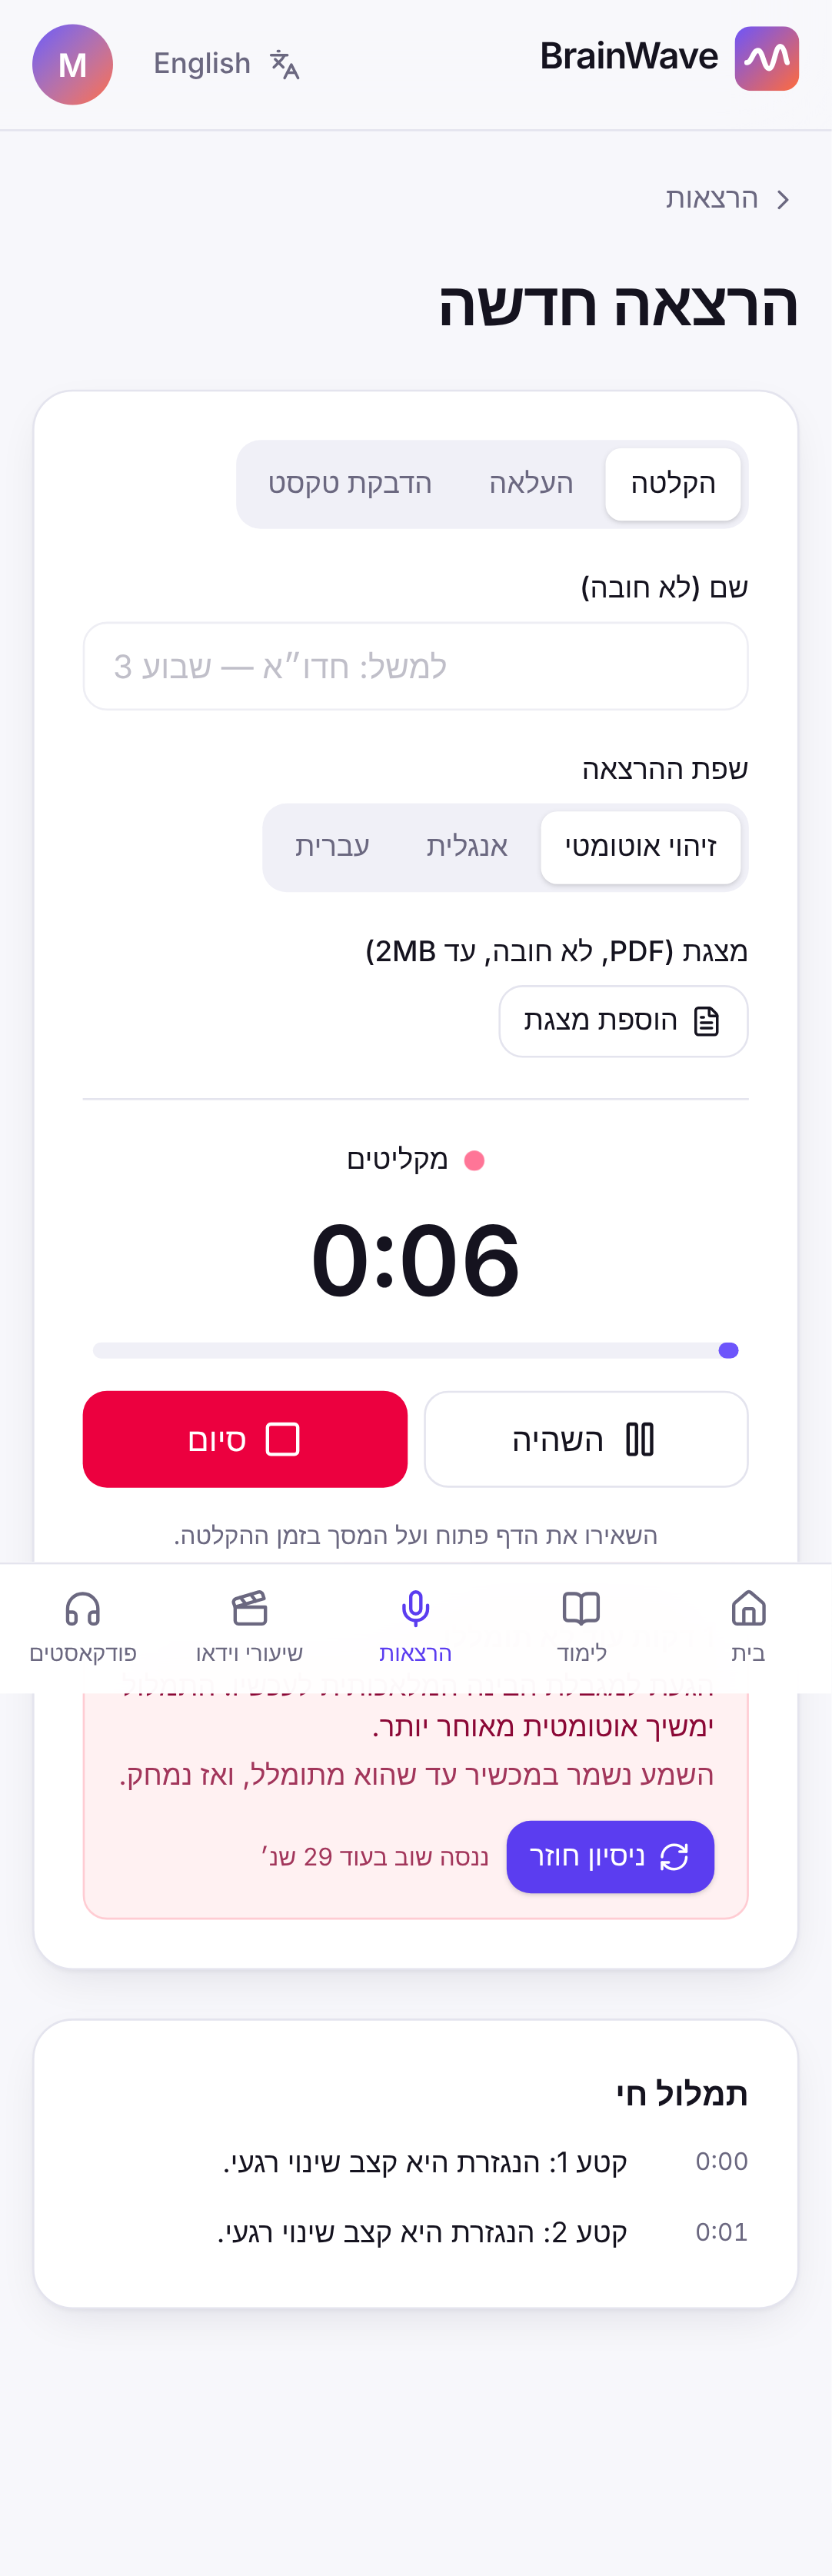 BrainWave
English
M
הרצאות
הרצאה חדשה
הקלטה
העלאה
הדבקת טקסט
שם (לא חובה)
למשל: חדו״א — שבוע 3
שפת ההרצאה
זיהוי אוטומטי
אנגלית
עברית
מצגת (PDF, לא חובה, עד 2MB)
הוספת מצגת
מקליטים
0:06
השהיה
סיום
השאירו את הדף פתוח ועל המסך בזמן ההקלטה.
בית
לימוד
הרצאות
שיעורי וידאו
פודקאסטים
ימשיך אוטומטית מאוחר יותר.
השמע נשמר במכשיר עד שהוא מתומלל, ואז נמחק.
ניסיון חוזר
ננסה שוב בעוד 29 שנ׳
תמלול חי
0:00 קטע 1: הנגזרת היא קצב שינוי רגעי.
0:01 קטע 2: הנגזרת היא קצב שינוי רגעי.